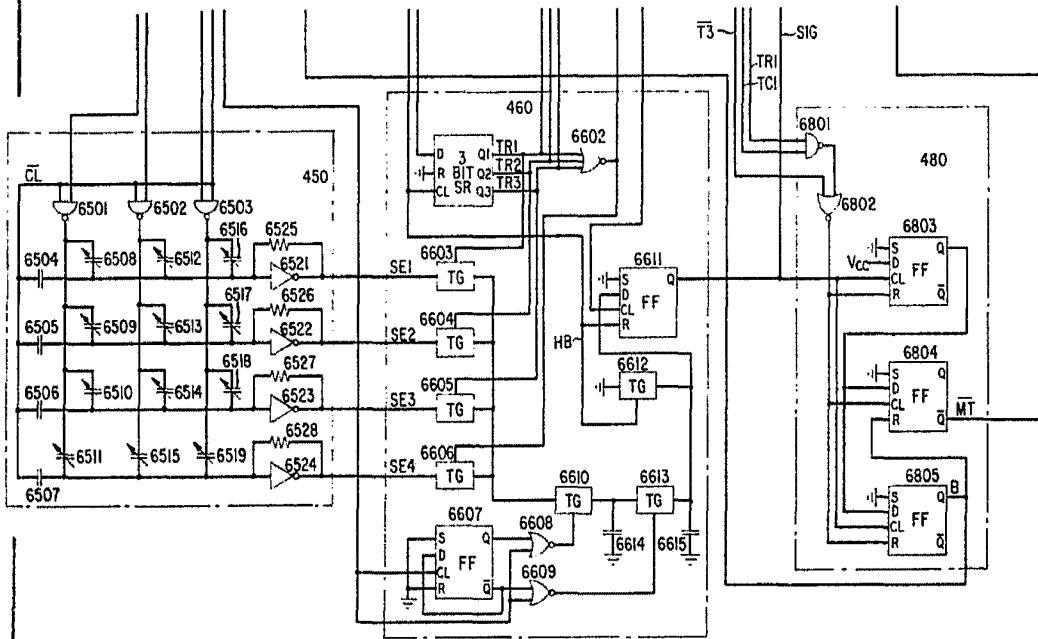 T3
SIG
TR1
TC1
460
6801
480
6602
D 3 Q1 TR1
R BIT Q2 TR2
CL SR Q3 TR3
CL
450
6501 6502 6503
6802
6516
6525
6803
6504 6508 6512
6521
SE1
6603
TG
6611
S Q
D
CL FF
R
VCC
S Q
D
CL FF
R Q
6517
6526
6505 6509 6513
6522
SE2
6604
TG
HB
6518
6527
6605
6612
TG
6804
S Q
D
CL FF
R Q
MT
6506 6510 6514
6523
SE3
TG
6528
6606
6511 6515 6519
6524
SE4
TG
6507
6610
TG
6613
TG
6805
S Q B
D
CL FF
R Q
6607
S Q
D
CL FF
R Q
6608
6614 6615
6609